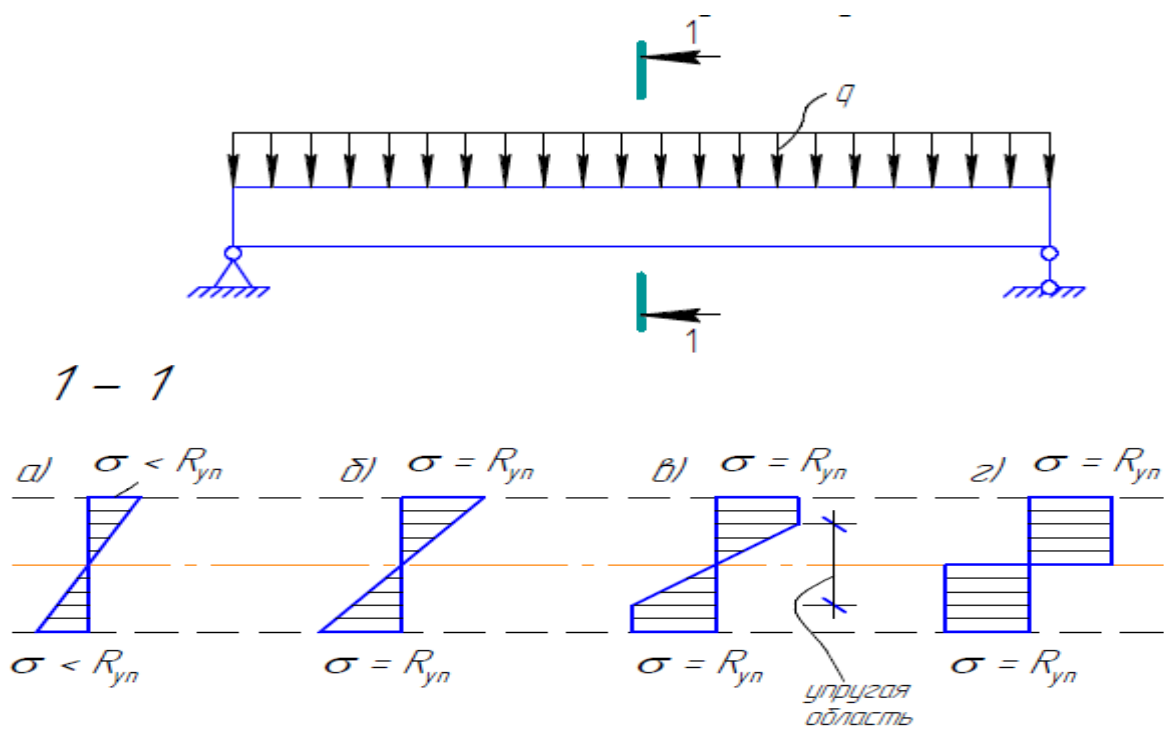 1
q
1
1 – 1
а) σ < Rуп б) σ = Rуп в) σ = Rуп г) σ = Rуп
σ < Rуп σ = Rуп σ = Rуп σ = Rуп
упругая
область